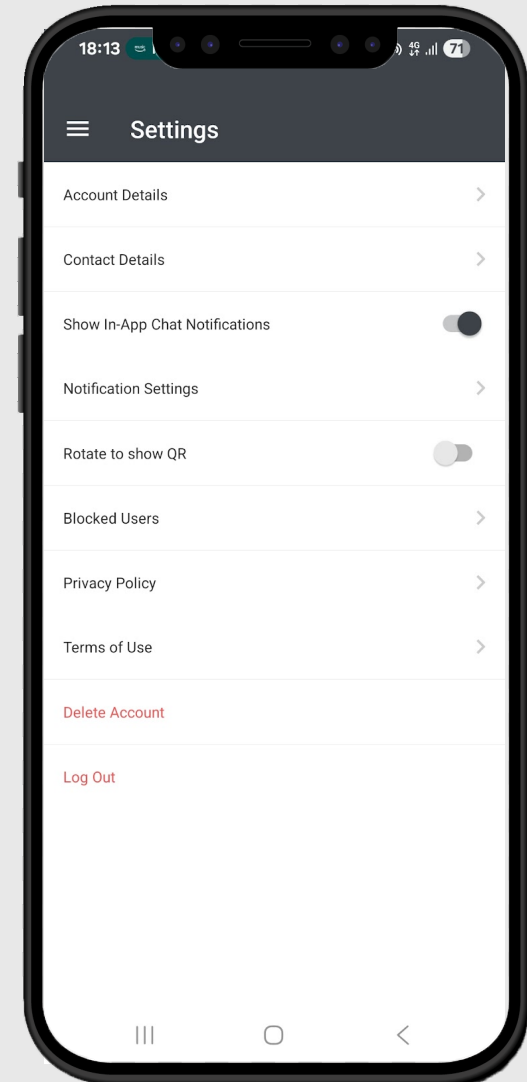 18:13
4G
71
Settings
Account Details
Contact Details
Show In-App Chat Notifications
Notification Settings
Rotate to show QR
Blocked Users
Privacy Policy
Terms of Use
Delete Account
Log Out